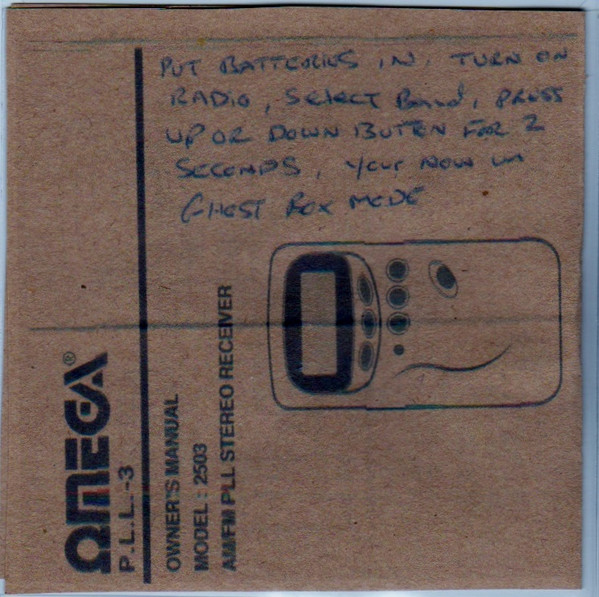 PUT BATTERIES IN, TURN ON
RADIO, SELECT BAND, PRESS
UP OR DOWN BUTTEN FOR 2
SECONDS, YOUR NOW IN
GHOST BOX MODE
ΩMEGA®
P.L.L.-3
OWNER'S MANUAL
MODEL : 2503
AM/FM PLL STEREO RECEIVER